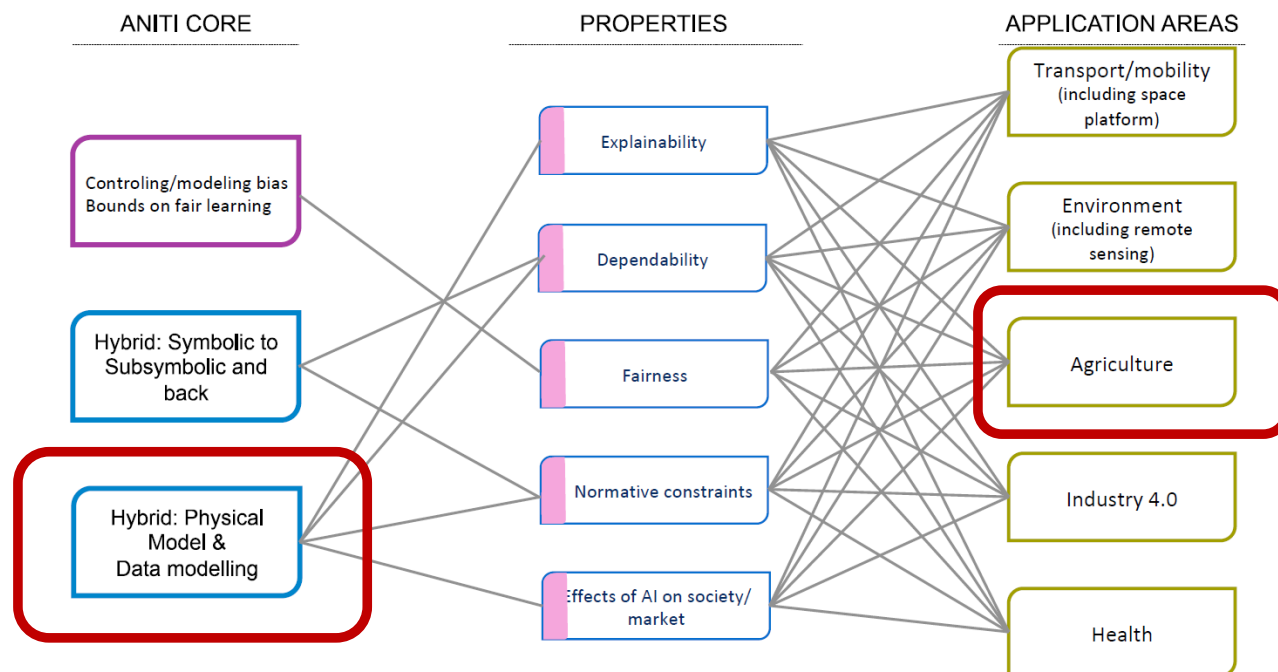 ANITI CORE
PROPERTIES
APPLICATION AREAS
Controling/modeling bias
Bounds on fair learning
Hybrid: Symbolic to
Subsymbolic and
back
Hybrid: Physical
Model &
Data modelling
Explainability
Dependability
Fairness
Normative constraints
Effects of AI on society/
market
Transport/mobility
(including space
platform)
Environment
(including remote
sensing)
Agriculture
Industry 4.0
Health